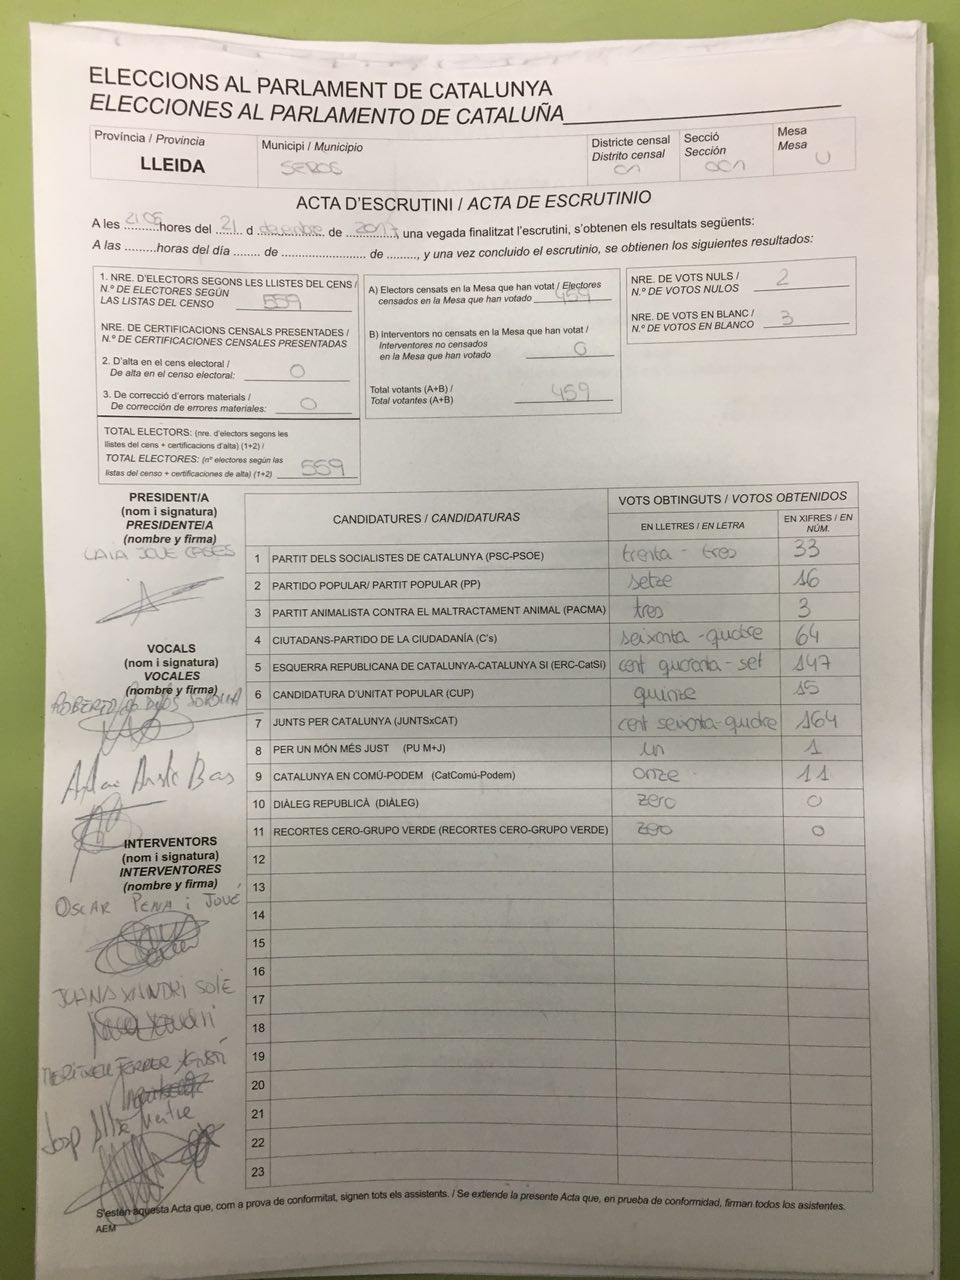 ELECCIONS AL PARLAMENT DE CATALUNYA
ELECCIONES AL PARLAMENTO DE CATALUÑA
Província / Provincia
LLEIDA
Municipi / Municipio
SEROS
Districte censal
Distrito censal
01
Secció
Sección
001
Mesa
Mesa
U
ACTA D'ESCRUTINI / ACTA DE ESCRUTINIO
A les 21 05 hores del 21 d desembre de 2017, una vegada finalitzat l'escrutini, s'obtenen els resultats següents:
A las .........horas del día ........ de ......................... de ........., y una vez concluido el escrutinio, se obtienen los siguientes resultados:
1. NRE. D'ELECTORS SEGONS LES LLISTES DEL CENS /
N.º DE ELECTORES SEGÚN
LAS LISTAS DEL CENSO 559
NRE. DE CERTIFICACIONS CENSALS PRESENTADES /
N.º DE CERTIFICACIONES CENSALES PRESENTADAS
2. D'alta en el cens electoral /
De alta en el censo electoral: 0
3. De correcció d'errors materials /
De corrección de errores materiales: 0
TOTAL ELECTORS: (nre. d'electors segons les
llistes del cens + certificacions d'alta) (1+2) /
TOTAL ELECTORES: (nº electores según las
listas del censo + certificaciones de alta) (1+2) 559
A) Electors censats en la Mesa que han votat / Electores
censados en la Mesa que han votado 459
B) Interventors no censats en la Mesa que han votat /
Interventores no censados
en la Mesa que han votado 0
Total votants (A+B) /
Total votantes (A+B) 459
NRE. DE VOTS NULS /
N.º DE VOTOS NULOS 2
NRE. DE VOTS EN BLANC /
N.º DE VOTOS EN BLANCO 3
PRESIDENT/A
(nom i signatura)
PRESIDENTE/A
(nombre y firma)
LAIA JOUE CASES
VOCALS
(nom i signatura)
VOCALES
(nombre y firma)
ROBERTO
INTERVENTORS
(nom i signatura)
INTERVENTORES
(nombre y firma)
OSCAR PENA i JOVÉ
JUANA XANDRI SOLÉ
MERITXELL FERRER AGUSTÍ
Josp
CANDIDATURES / CANDIDATURAS
VOTS OBTINGUTS / VOTOS OBTENIDOS
EN LLETRES / EN LETRA
EN XIFRES / EN
NÚM.
1 PARTIT DELS SOCIALISTES DE CATALUNYA (PSC-PSOE) trenta - tres 33
2 PARTIDO POPULAR/ PARTIT POPULAR (PP) setze 16
3 PARTIT ANIMALISTA CONTRA EL MALTRACTAMENT ANIMAL (PACMA) tres 3
4 CIUTADANS-PARTIDO DE LA CIUDADANÍA (C's) seixanta - quatre 64
5 ESQUERRA REPUBLICANA DE CATALUNYA-CATALUNYA SI (ERC-CatSí) cent quaranta - set 147
6 CANDIDATURA D'UNITAT POPULAR (CUP) quinze 15
7 JUNTS PER CATALUNYA (JUNTSxCAT) cent seixanta-quatre 164
8 PER UN MÓN MÉS JUST (PU M+J) un 1
9 CATALUNYA EN COMÚ-PODEM (CatComú-Podem) onze 11
10 DIÀLEG REPUBLICÀ (DIÀLEG) zero 0
11 RECORTES CERO-GRUPO VERDE (RECORTES CERO-GRUPO VERDE) zero 0
12
13
14
15
16
17
18
19
20
21
22
23
S'estén aquesta Acta que, com a prova de conformitat, signen tots els assistents. / Se extiende la presente Acta que, en prueba de conformidad, firman todos los asistentes.
AEM